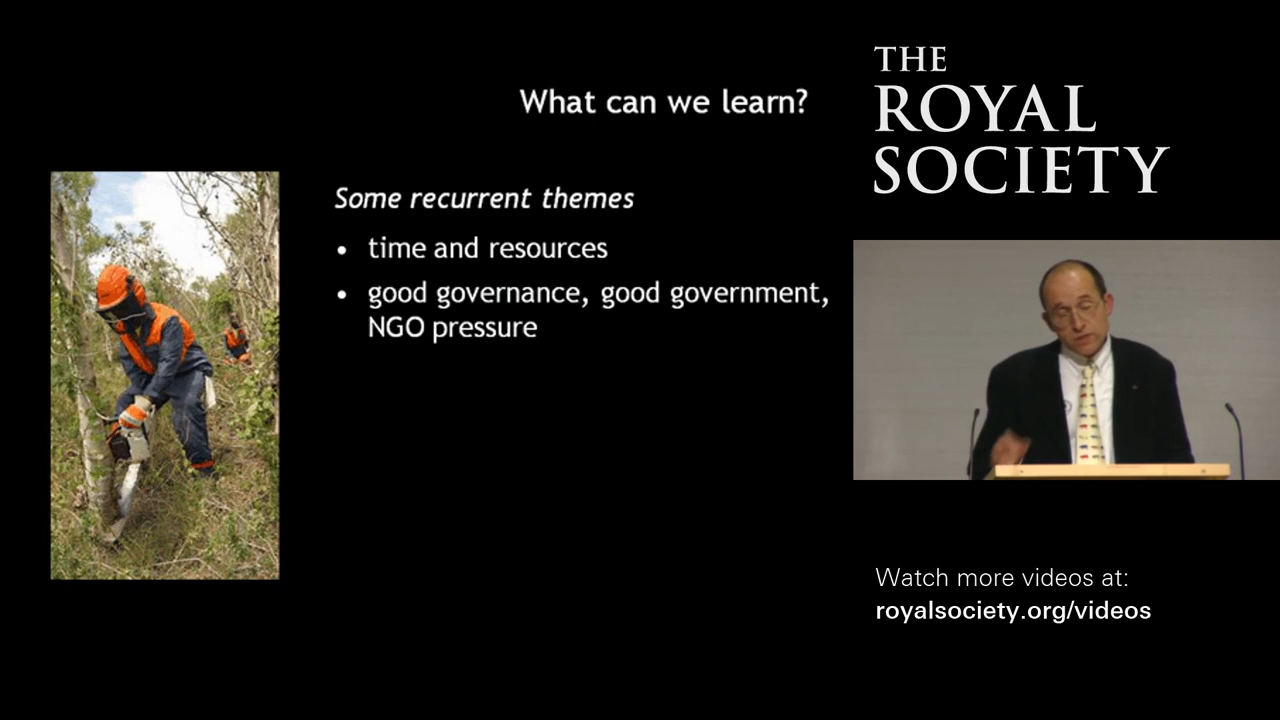 What can we learn?
Some recurrent themes
• time and resources
• good governance, good government,
NGO pressure
THE
ROYAL
SOCIETY
Watch more videos at:
royalsociety.org/videos